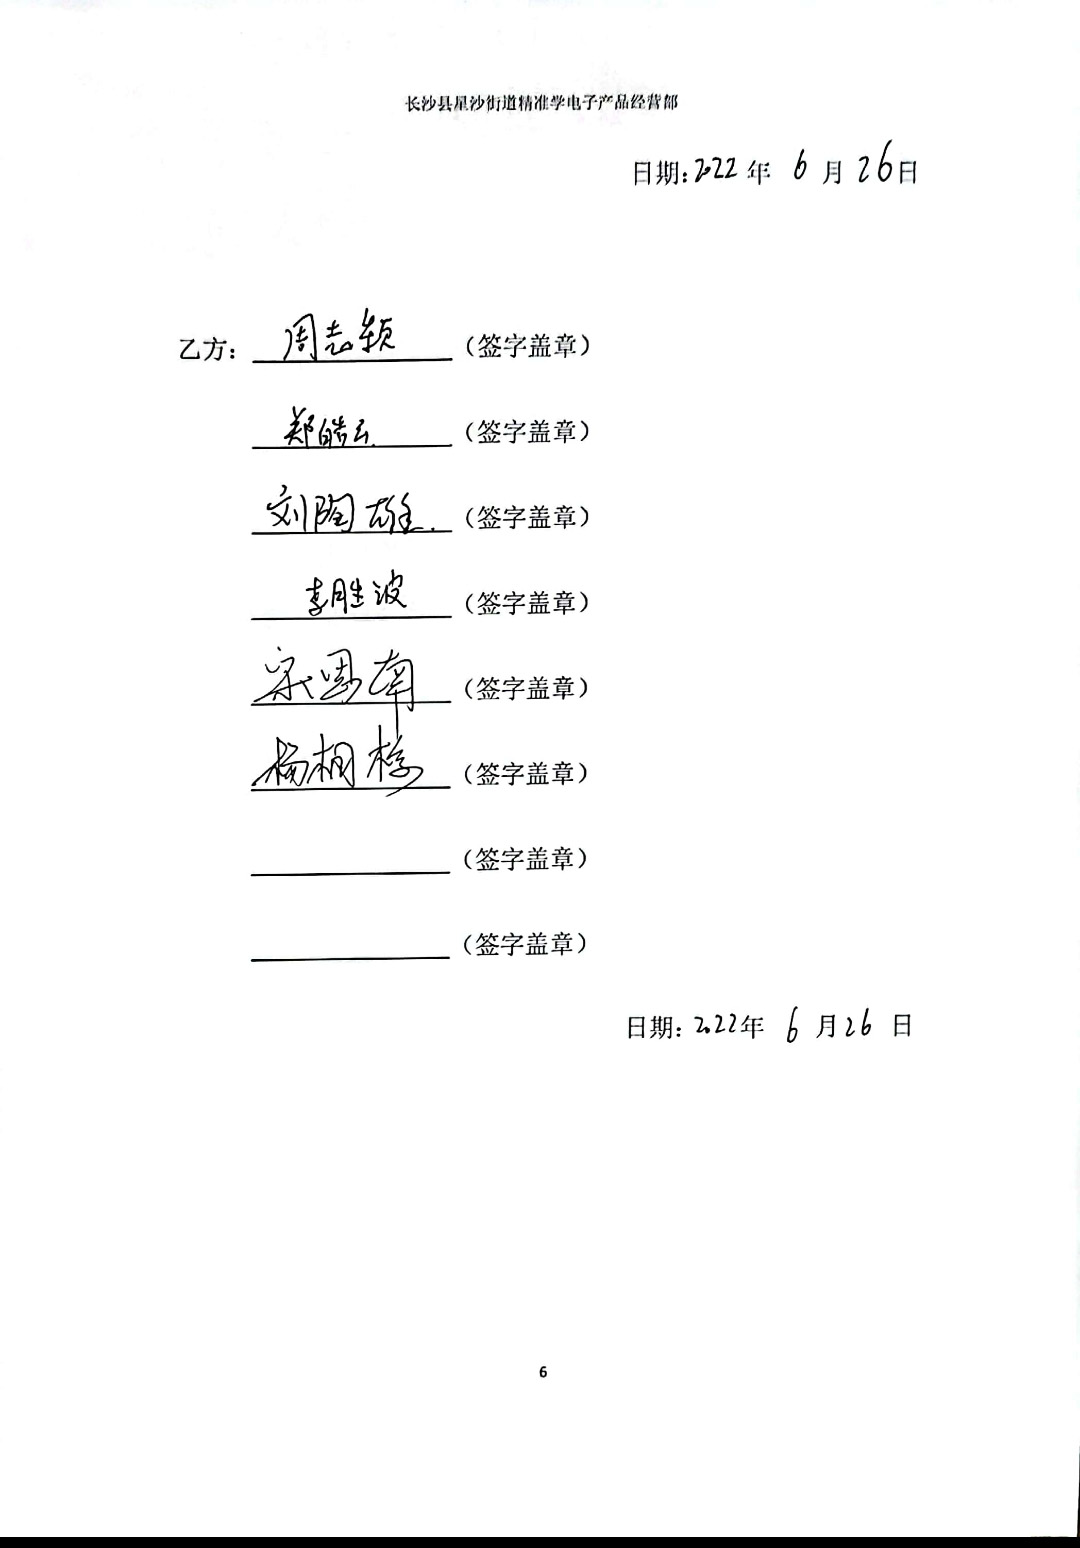 长沙县星沙街道精准学电子产品经营部
日期:2022年 6月26日
乙方: 周志颖 (签字盖章)
郑皓云 (签字盖章)
刘陶雄. (签字盖章)
李胜波 (签字盖章)
宋恩南 (签字盖章)
杨相 (签字盖章)
(签字盖章)
(签字盖章)
日期:2022年 6月26日
6